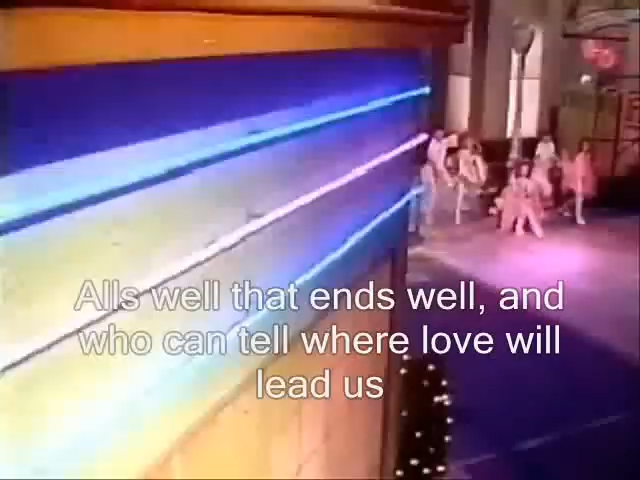 Alls well that ends well, and
who can tell where love will
lead us